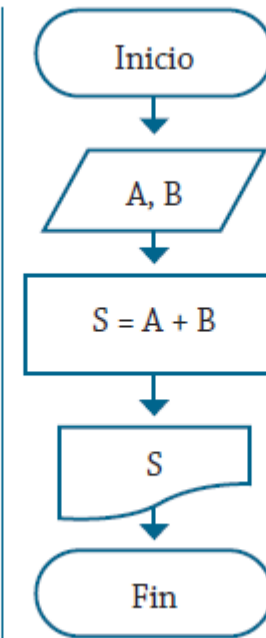 Inicio
A, B
S = A + B
S
Fin